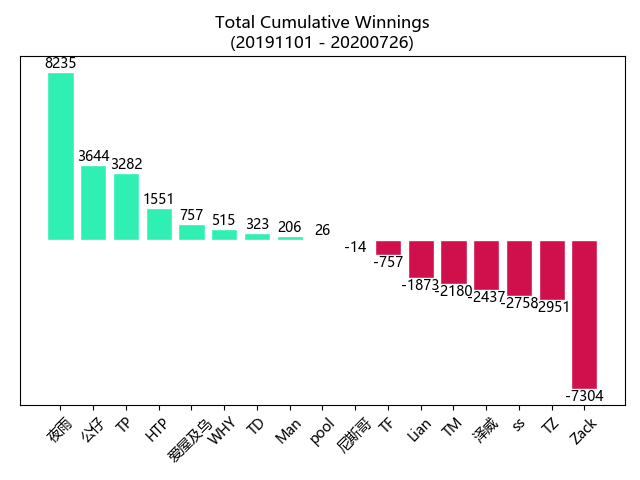 Total Cumulative Winnings
(20191101 - 20200726)
8235
3644
3282
1551
757
515
323
206
26
-14
-757
-1873
-2180
-2437
-2758
-2951
-7304
夜雨
公仔
TP
HTP
爱屋及乌
WHY
TD
Man
pool
尼斯哥
TF
Lian
TM
泽威
ss
TZ
Zack